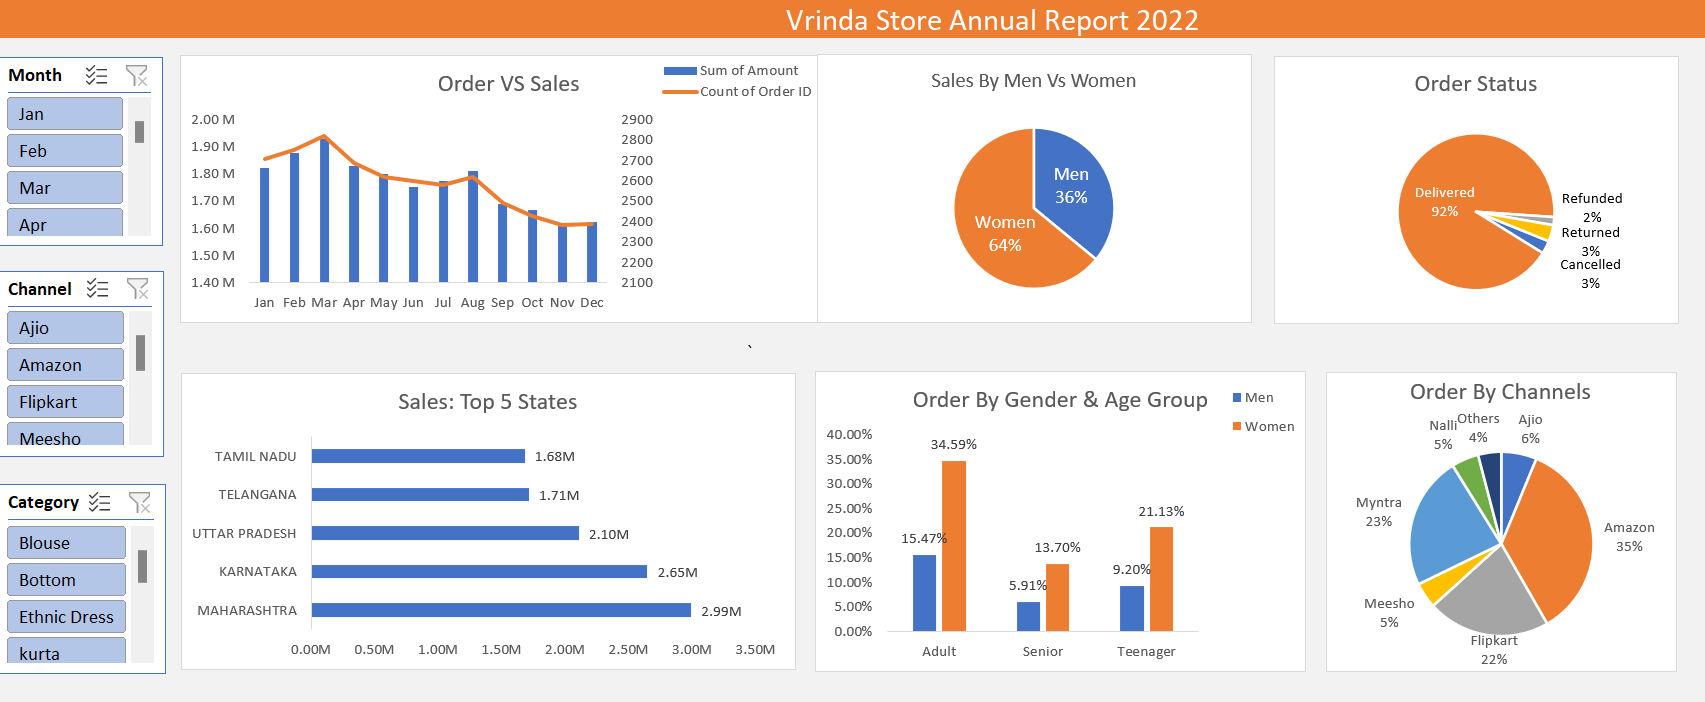 Vrinda Store Annual Report 2022
Month
Jan
Feb
Mar
Apr
Channel
Ajio
Amazon
Flipkart
Meesho
Category
Blouse
Bottom
Ethnic Dress
kurta
Order VS Sales
Sum of Amount
Count of Order ID
2.00 M
1.90 M
1.80 M
1.70 M
1.60 M
1.50 M
1.40 M
2900
2800
2700
2600
2500
2400
2300
2200
2100
Jan Feb Mar Apr May Jun Jul Aug Sep Oct Nov Dec
Sales By Men Vs Women
Men
36%
Women
64%
Order Status
Delivered
92%
Refunded
2%
Returned
3%
Cancelled
3%
`
Sales: Top 5 States
TAMIL NADU 1.68M
TELANGANA 1.71M
UTTAR PRADESH 2.10M
KARNATAKA 2.65M
MAHARASHTRA 2.99M
0.00M 0.50M 1.00M 1.50M 2.00M 2.50M 3.00M 3.50M
Order By Gender & Age Group
Men
Women
40.00%
35.00%
30.00%
25.00%
20.00%
15.00%
10.00%
5.00%
0.00%
15.47%
34.59%
5.91%
13.70%
9.20%
21.13%
Adult Senior Teenager
Order By Channels
Nalli
5%
Others
4%
Ajio
6%
Myntra
23%
Amazon
35%
Meesho
5%
Flipkart
22%